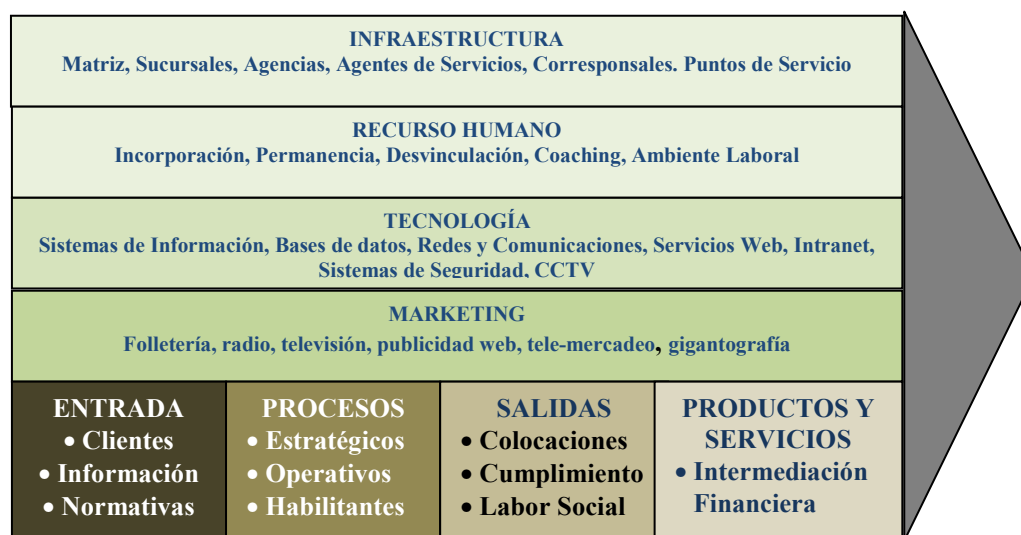 INFRAESTRUCTURA
Matriz, Sucursales, Agencias, Agentes de Servicios, Corresponsales. Puntos de Servicio
RECURSO HUMANO
Incorporación, Permanencia, Desvinculación, Coaching, Ambiente Laboral
TECNOLOGÍA
Sistemas de Información, Bases de datos, Redes y Comunicaciones, Servicios Web, Intranet,
Sistemas de Seguridad, CCTV
MARKETING
Folletería, radio, televisión, publicidad web, tele-mercadeo, gigantografía
ENTRADA
• Clientes
• Información
• Normativas
PROCESOS
• Estratégicos
• Operativos
• Habilitantes
SALIDAS
• Colocaciones
• Cumplimiento
• Labor Social
PRODUCTOS Y
SERVICIOS
• Intermediación
Financiera